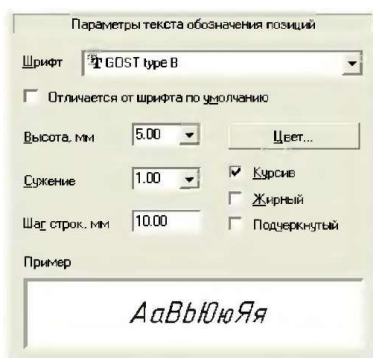 Параметры текста обозначения позиций
Шрифт GOST type B
Отличается от шрифта по умолчанию
Высота, мм 5.00 Цвет...
Сужение 1.00 Курсив
Жирный
Шаг строк, мм 10.00 Подчеркнутый
Пример
АаВЬЮюЯя